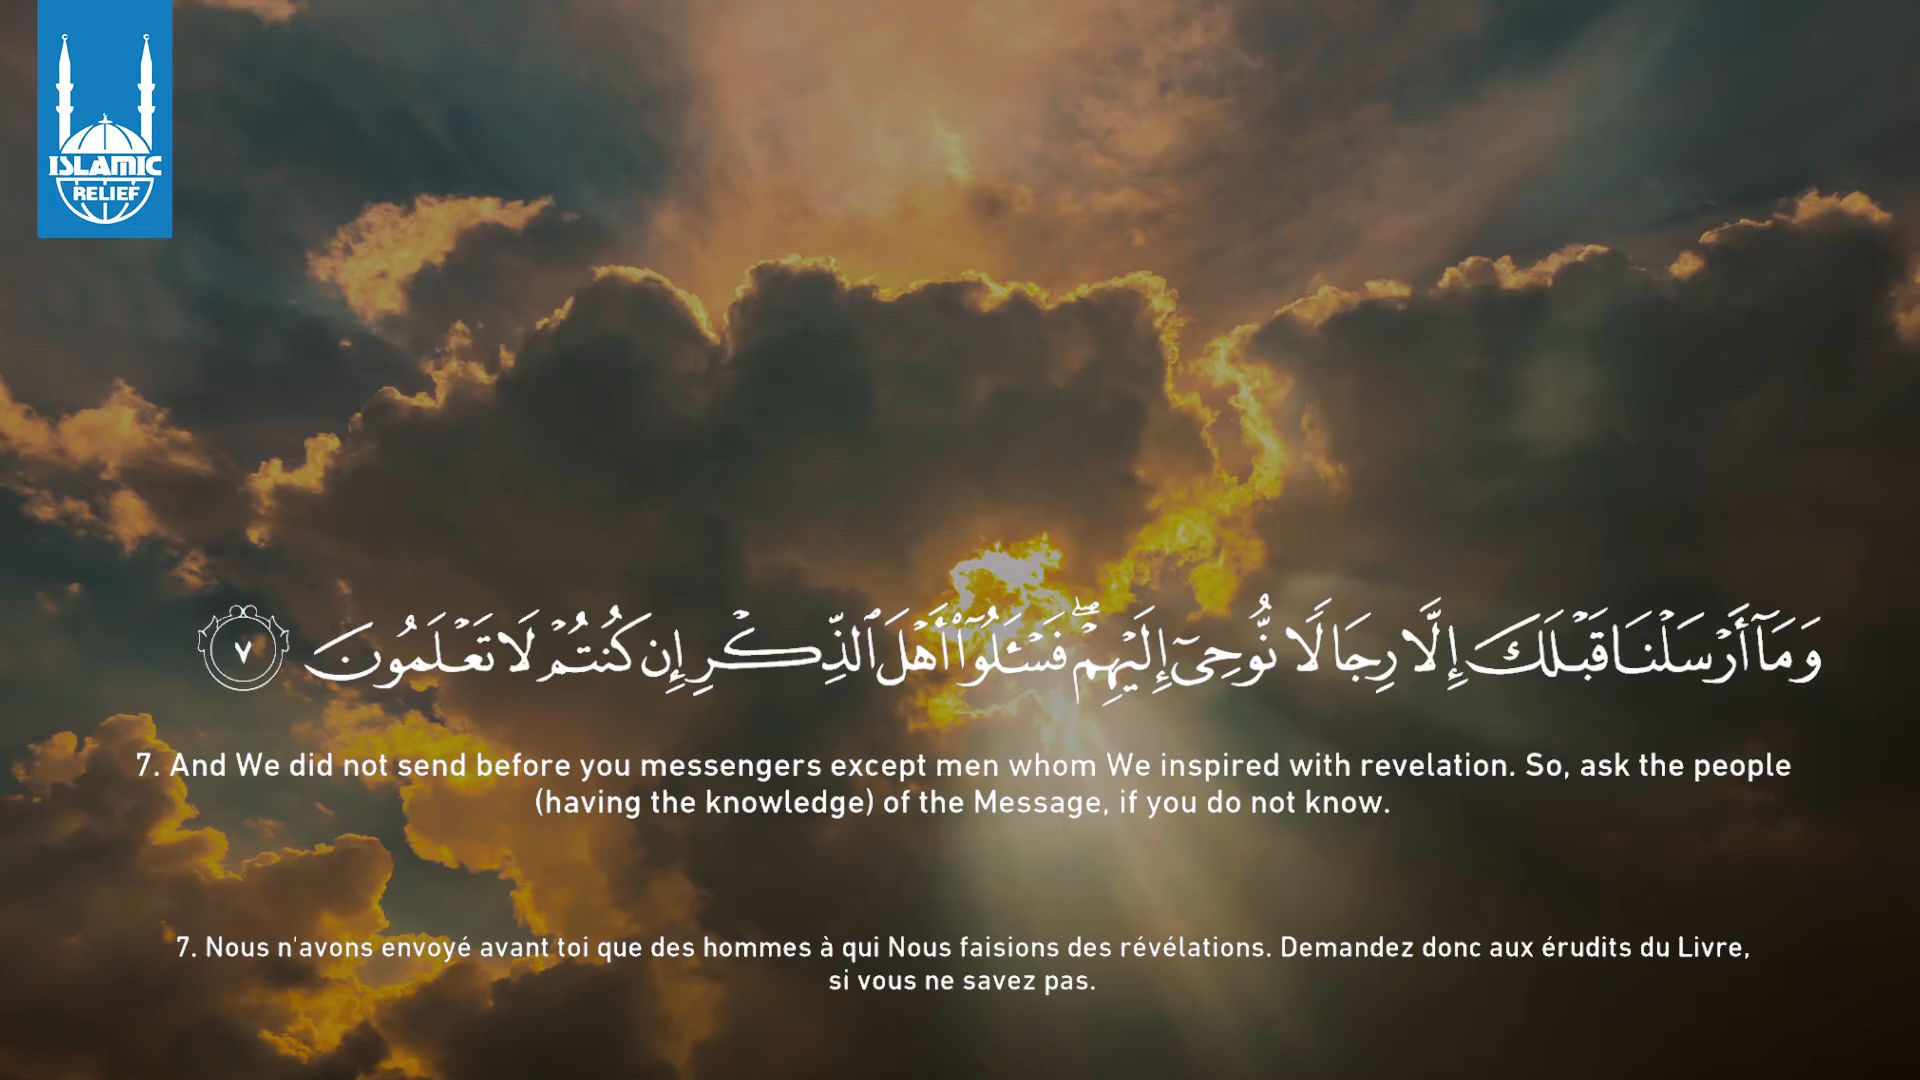 ISLAMIC
RELIEF
وَمَآ أَرْسَلْنَا قَبْلَكَ إِلَّا رِجَالًا نُّوحِىٓ إِلَيْهِمْ ۖ فَسْـَٔلُوٓا۟ أَهْلَ ٱلذِّكْرِ إِن كُنتُمْ لَا تَعْلَمُونَ ٧
7. And We did not send before you messengers except men whom We inspired with revelation. So, ask the people
(having the knowledge) of the Message, if you do not know.
7. Nous n'avons envoyé avant toi que des hommes à qui Nous faisions des révélations. Demandez donc aux érudits du Livre,
si vous ne savez pas.